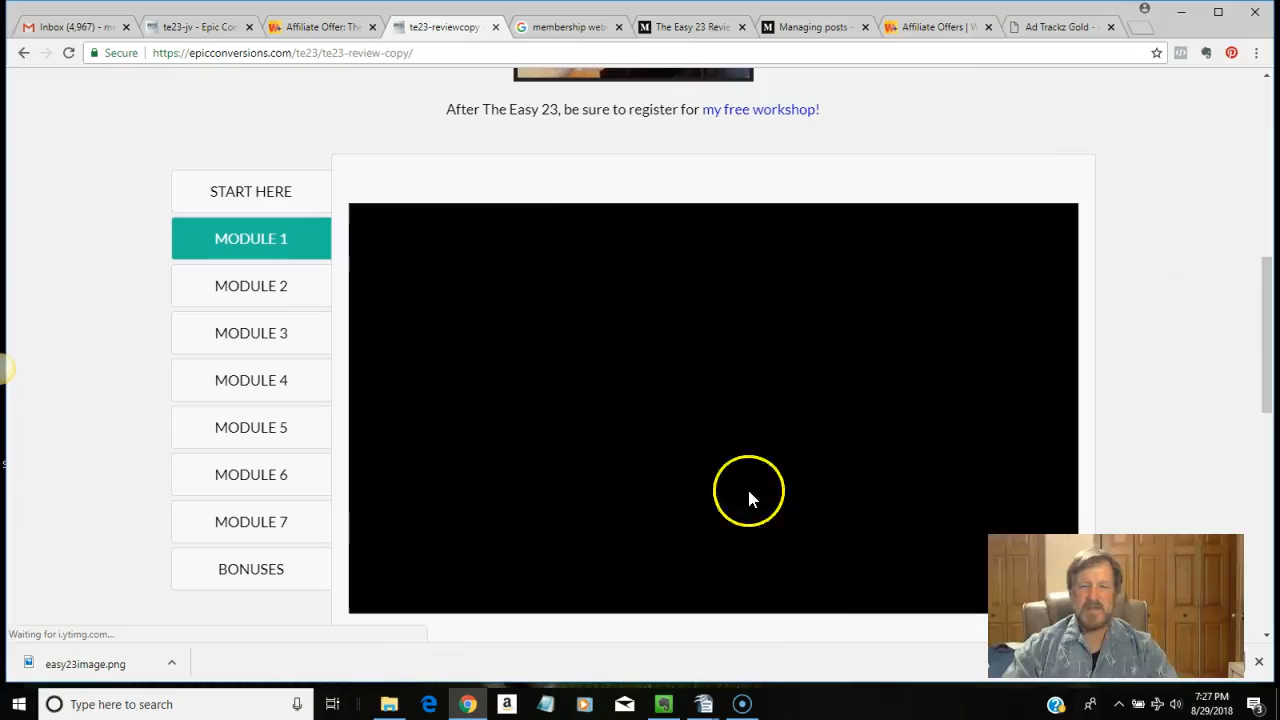 Inbox (4,967) - m
te23-jv - Epic Con
Affiliate Offer: The
te23-reviewcopy
membership web
The Easy 23 Revie
Managing posts –
Affiliate Offers | W
Ad Trackz Gold -
Secure
https://epicconversions.com/te23/te23-review-copy/
After The Easy 23, be sure to register for my free workshop!
START HERE
MODULE 1
MODULE 2
MODULE 3
MODULE 4
MODULE 5
MODULE 6
MODULE 7
BONUSES
Waiting for i.ytimg.com...
easy23image.png
Type here to search
7:27 PM
8/29/2018